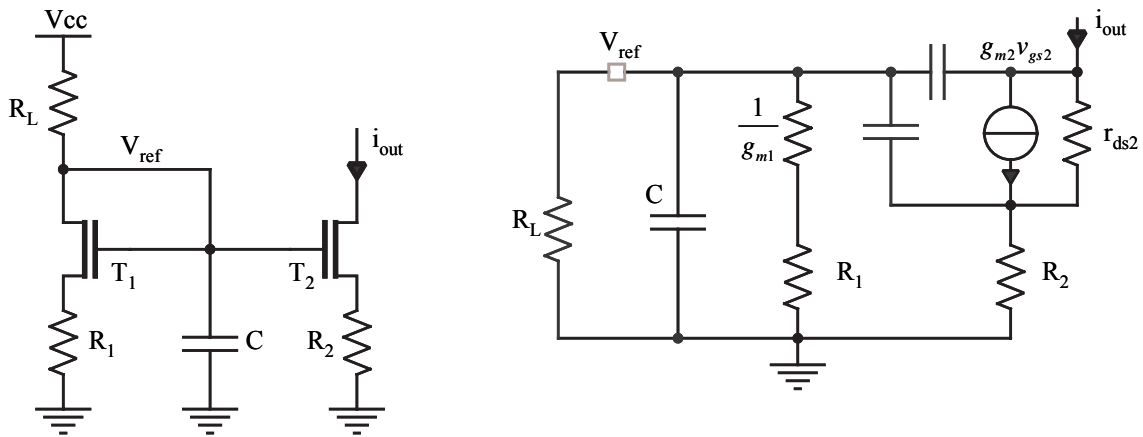 Vcc
R_L
V_ref
i_out
T_1
T_2
R_1
C
R_2
V_ref
g_m2 v_gs2
i_out
1
g_m1
r_ds2
C
R_L
R_1
R_2